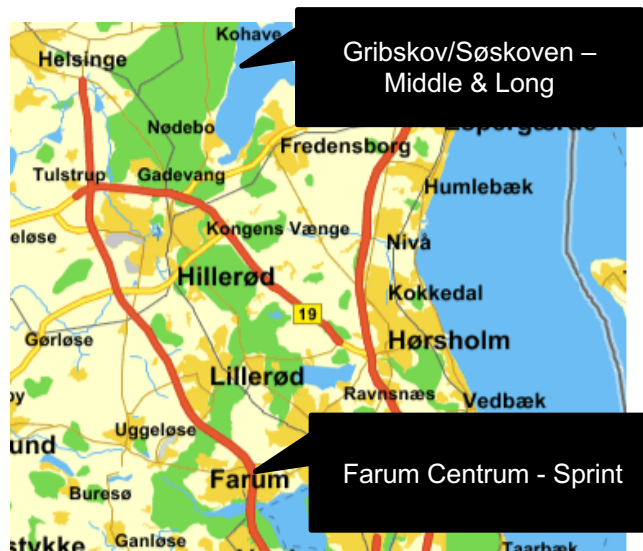 Kohave
Helsinge
Gribskov/Søskoven –
Middle & Long
Nødebo
Fredensborg
Tulstrup
Gadevang
Humlebæk
Kongens Vænge
Nivå
Hillerød
Kokkedal
19
Gørløse
Hørsholm
Lillerød
Ravnsnæs
Vedbæk
Uggeløse
Farum
Farum Centrum - Sprint
Buresø
Ganløse
Taarbæk